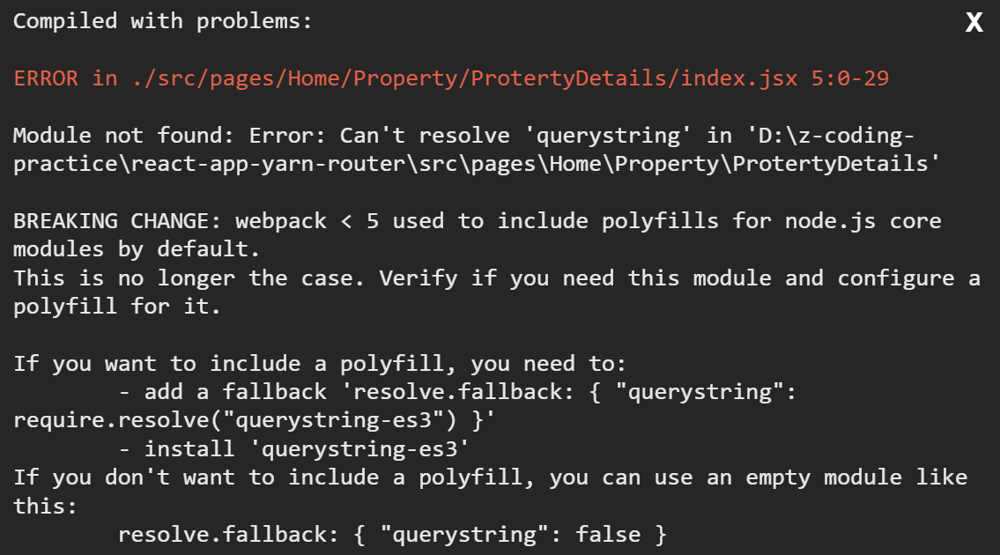 Compiled with problems:
X
ERROR in ./src/pages/Home/Property/ProtertyDetails/index.jsx 5:0-29
Module not found: Error: Can't resolve 'querystring' in 'D:\z-coding-
practice\react-app-yarn-router\src\pages\Home\Property\ProtertyDetails'
BREAKING CHANGE: webpack < 5 used to include polyfills for node.js core
modules by default.
This is no longer the case. Verify if you need this module and configure a
polyfill for it.
If you want to include a polyfill, you need to:
- add a fallback 'resolve.fallback: { "querystring":
require.resolve("querystring-es3") }'
- install 'querystring-es3'
If you don't want to include a polyfill, you can use an empty module like
this:
resolve.fallback: { "querystring": false }